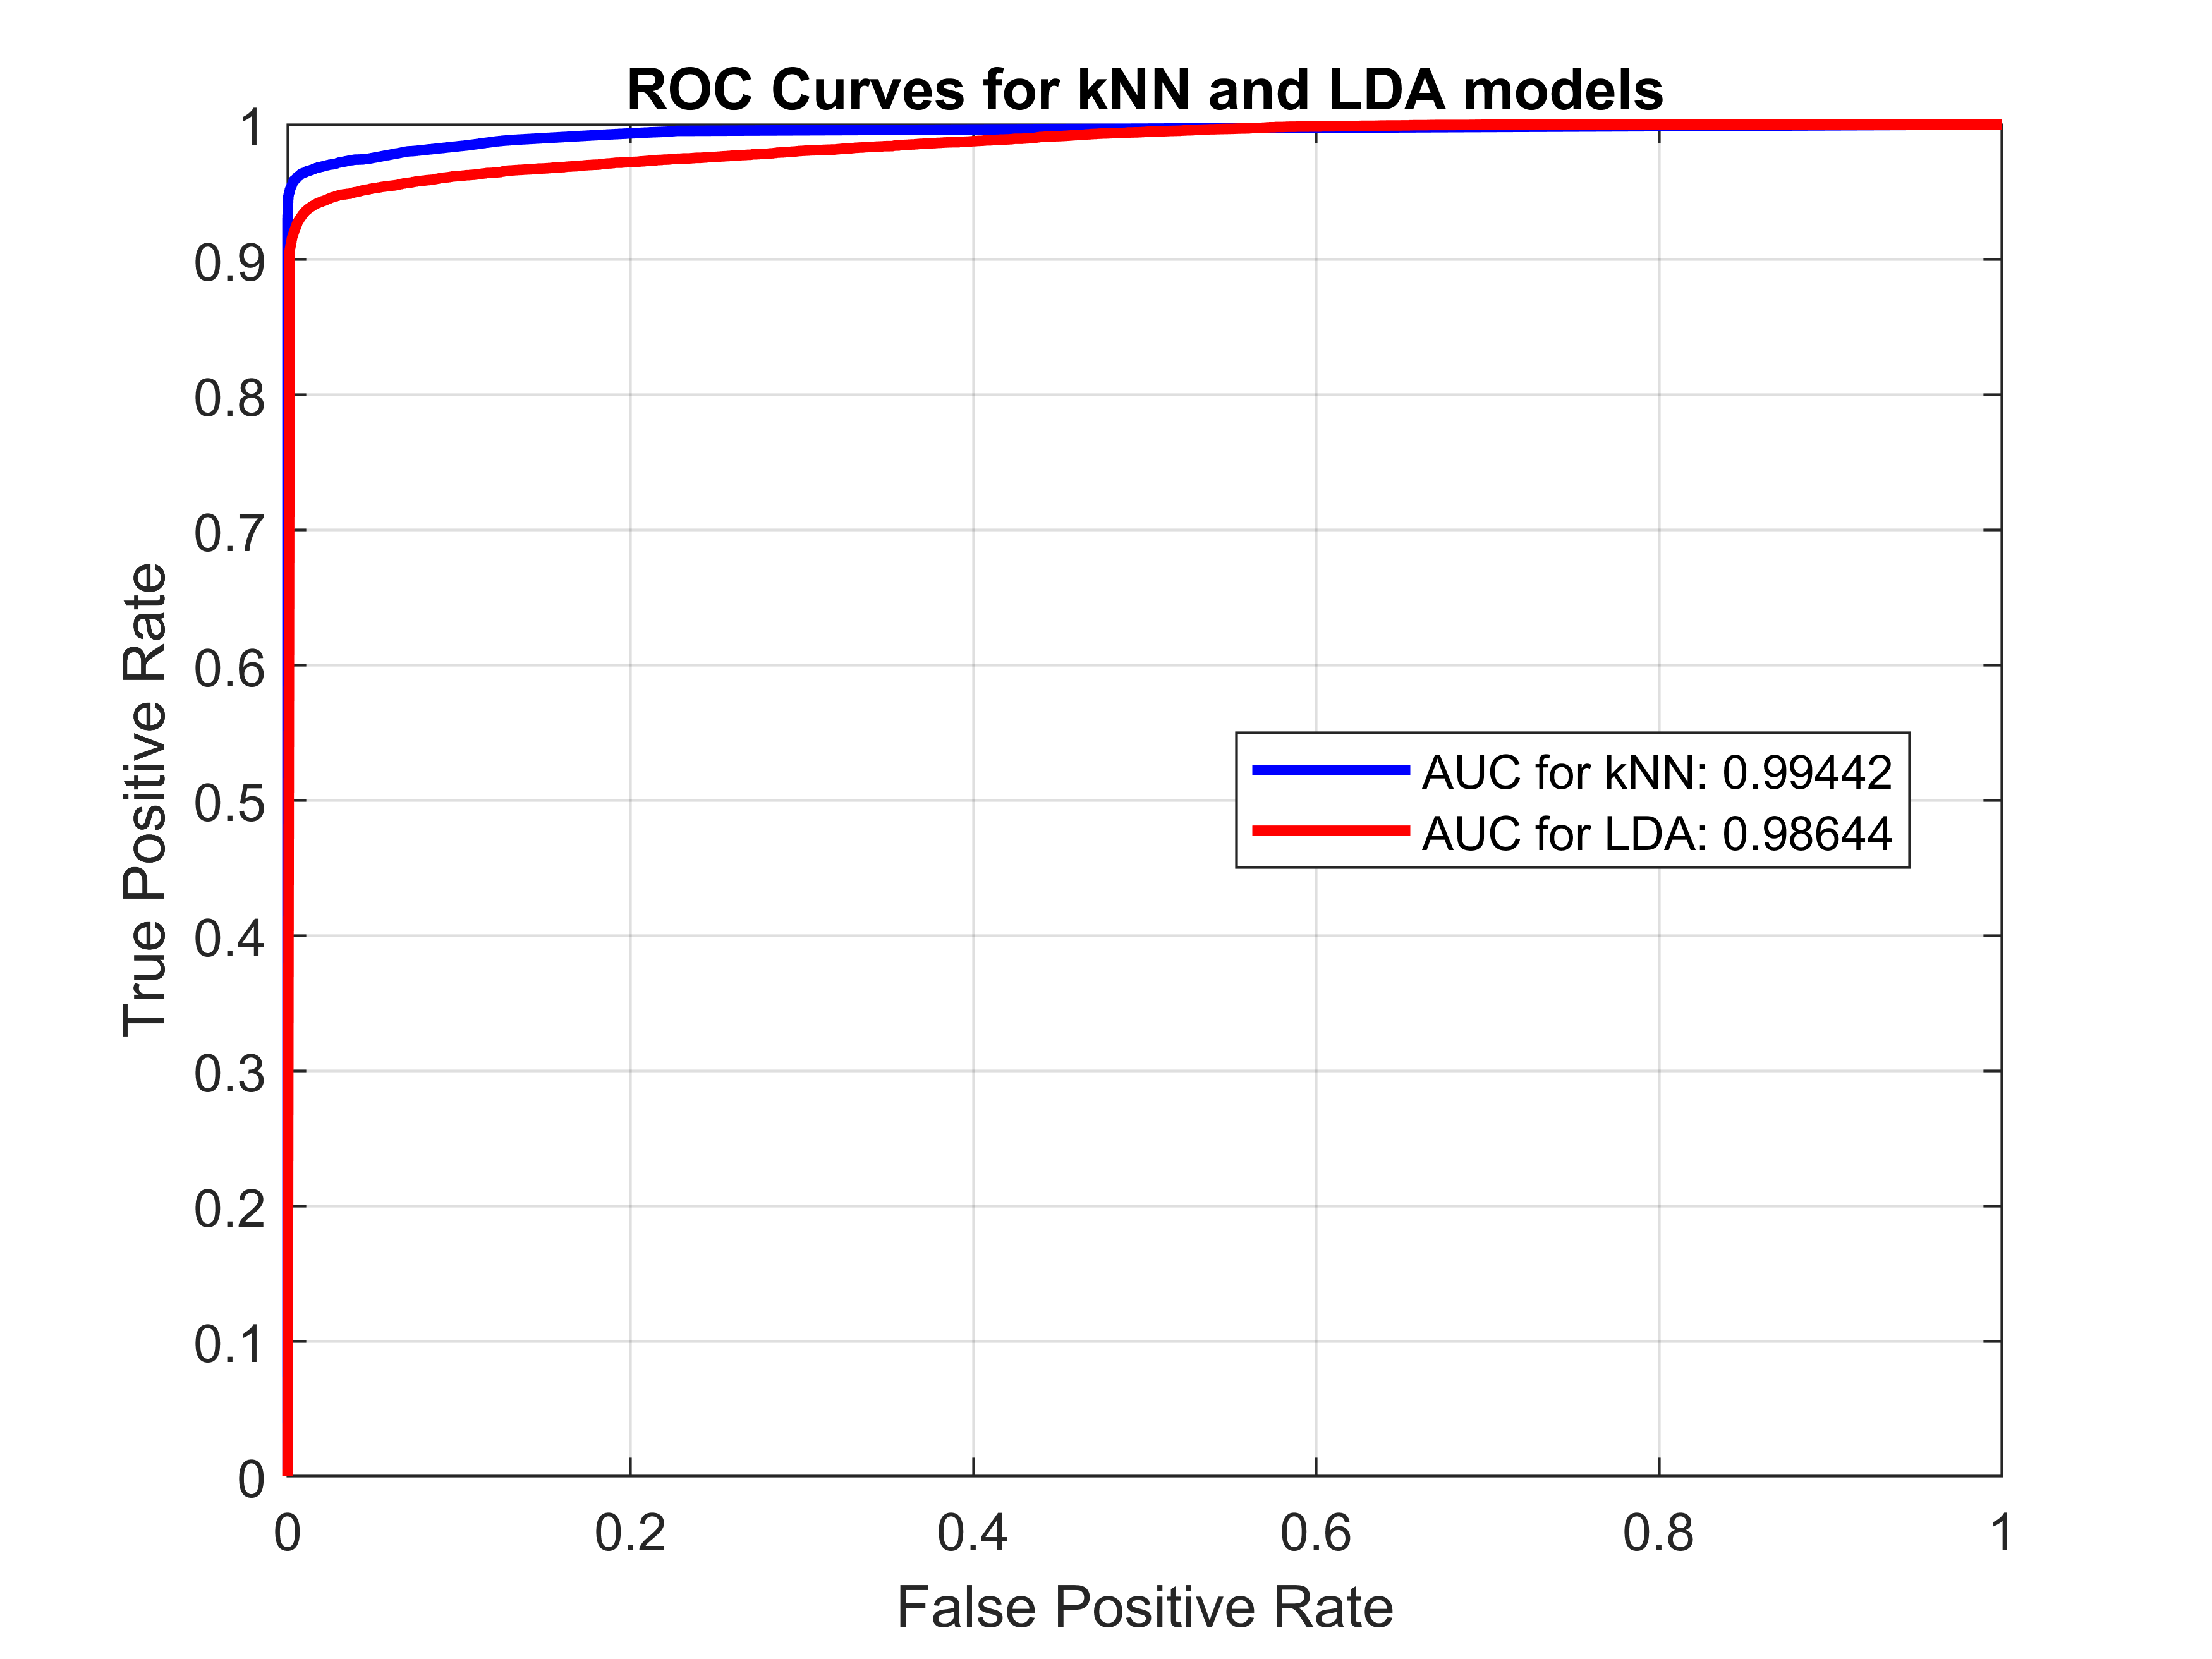 ROC Curves for kNN and LDA models
1
0.9
0.8
0.7
0.6
0.5
0.4
0.3
0.2
0.1
0
True Positive Rate
AUC for kNN: 0.99442
AUC for LDA: 0.98644
0 0.2 0.4 0.6 0.8 1
False Positive Rate